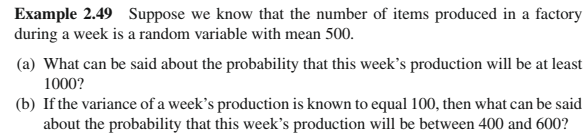 Example 2.49 Suppose we know that the number of items produced in a factory
during a week is a random variable with mean 500.
(a) What can be said about the probability that this week's production will be at least
1000?
(b) If the variance of a week's production is known to equal 100, then what can be said
about the probability that this week's production will be between 400 and 600?